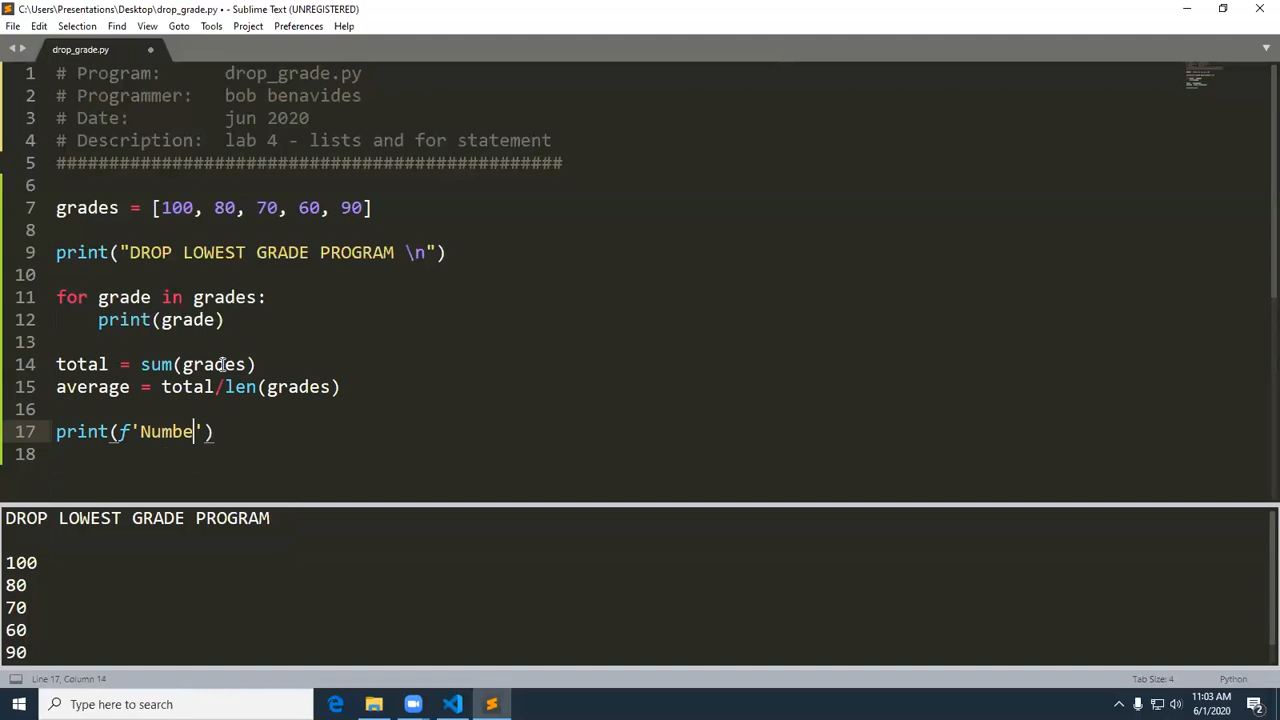 C:\Users\Presentations\Desktop\drop_grade.py • - Sublime Text (UNREGISTERED)
File Edit Selection Find View Goto Tools Project Preferences Help
drop_grade.py
1 # Program: drop_grade.py
2 # Programmer: bob benavides
3 # Date: jun 2020
4 # Description: lab 4 - lists and for statement
5 ################################################
6
7 grades = [100, 80, 70, 60, 90]
8
9 print("DROP LOWEST GRADE PROGRAM \n")
10
11 for grade in grades:
12 print(grade)
13
14 total = sum(grades)
15 average = total/len(grades)
16
17 print(f'Numbe')
18
DROP LOWEST GRADE PROGRAM
100
80
70
60
90
Line 17, Column 14 Tab Size: 4 Python
Type here to search
11:03 AM
6/1/2020
2